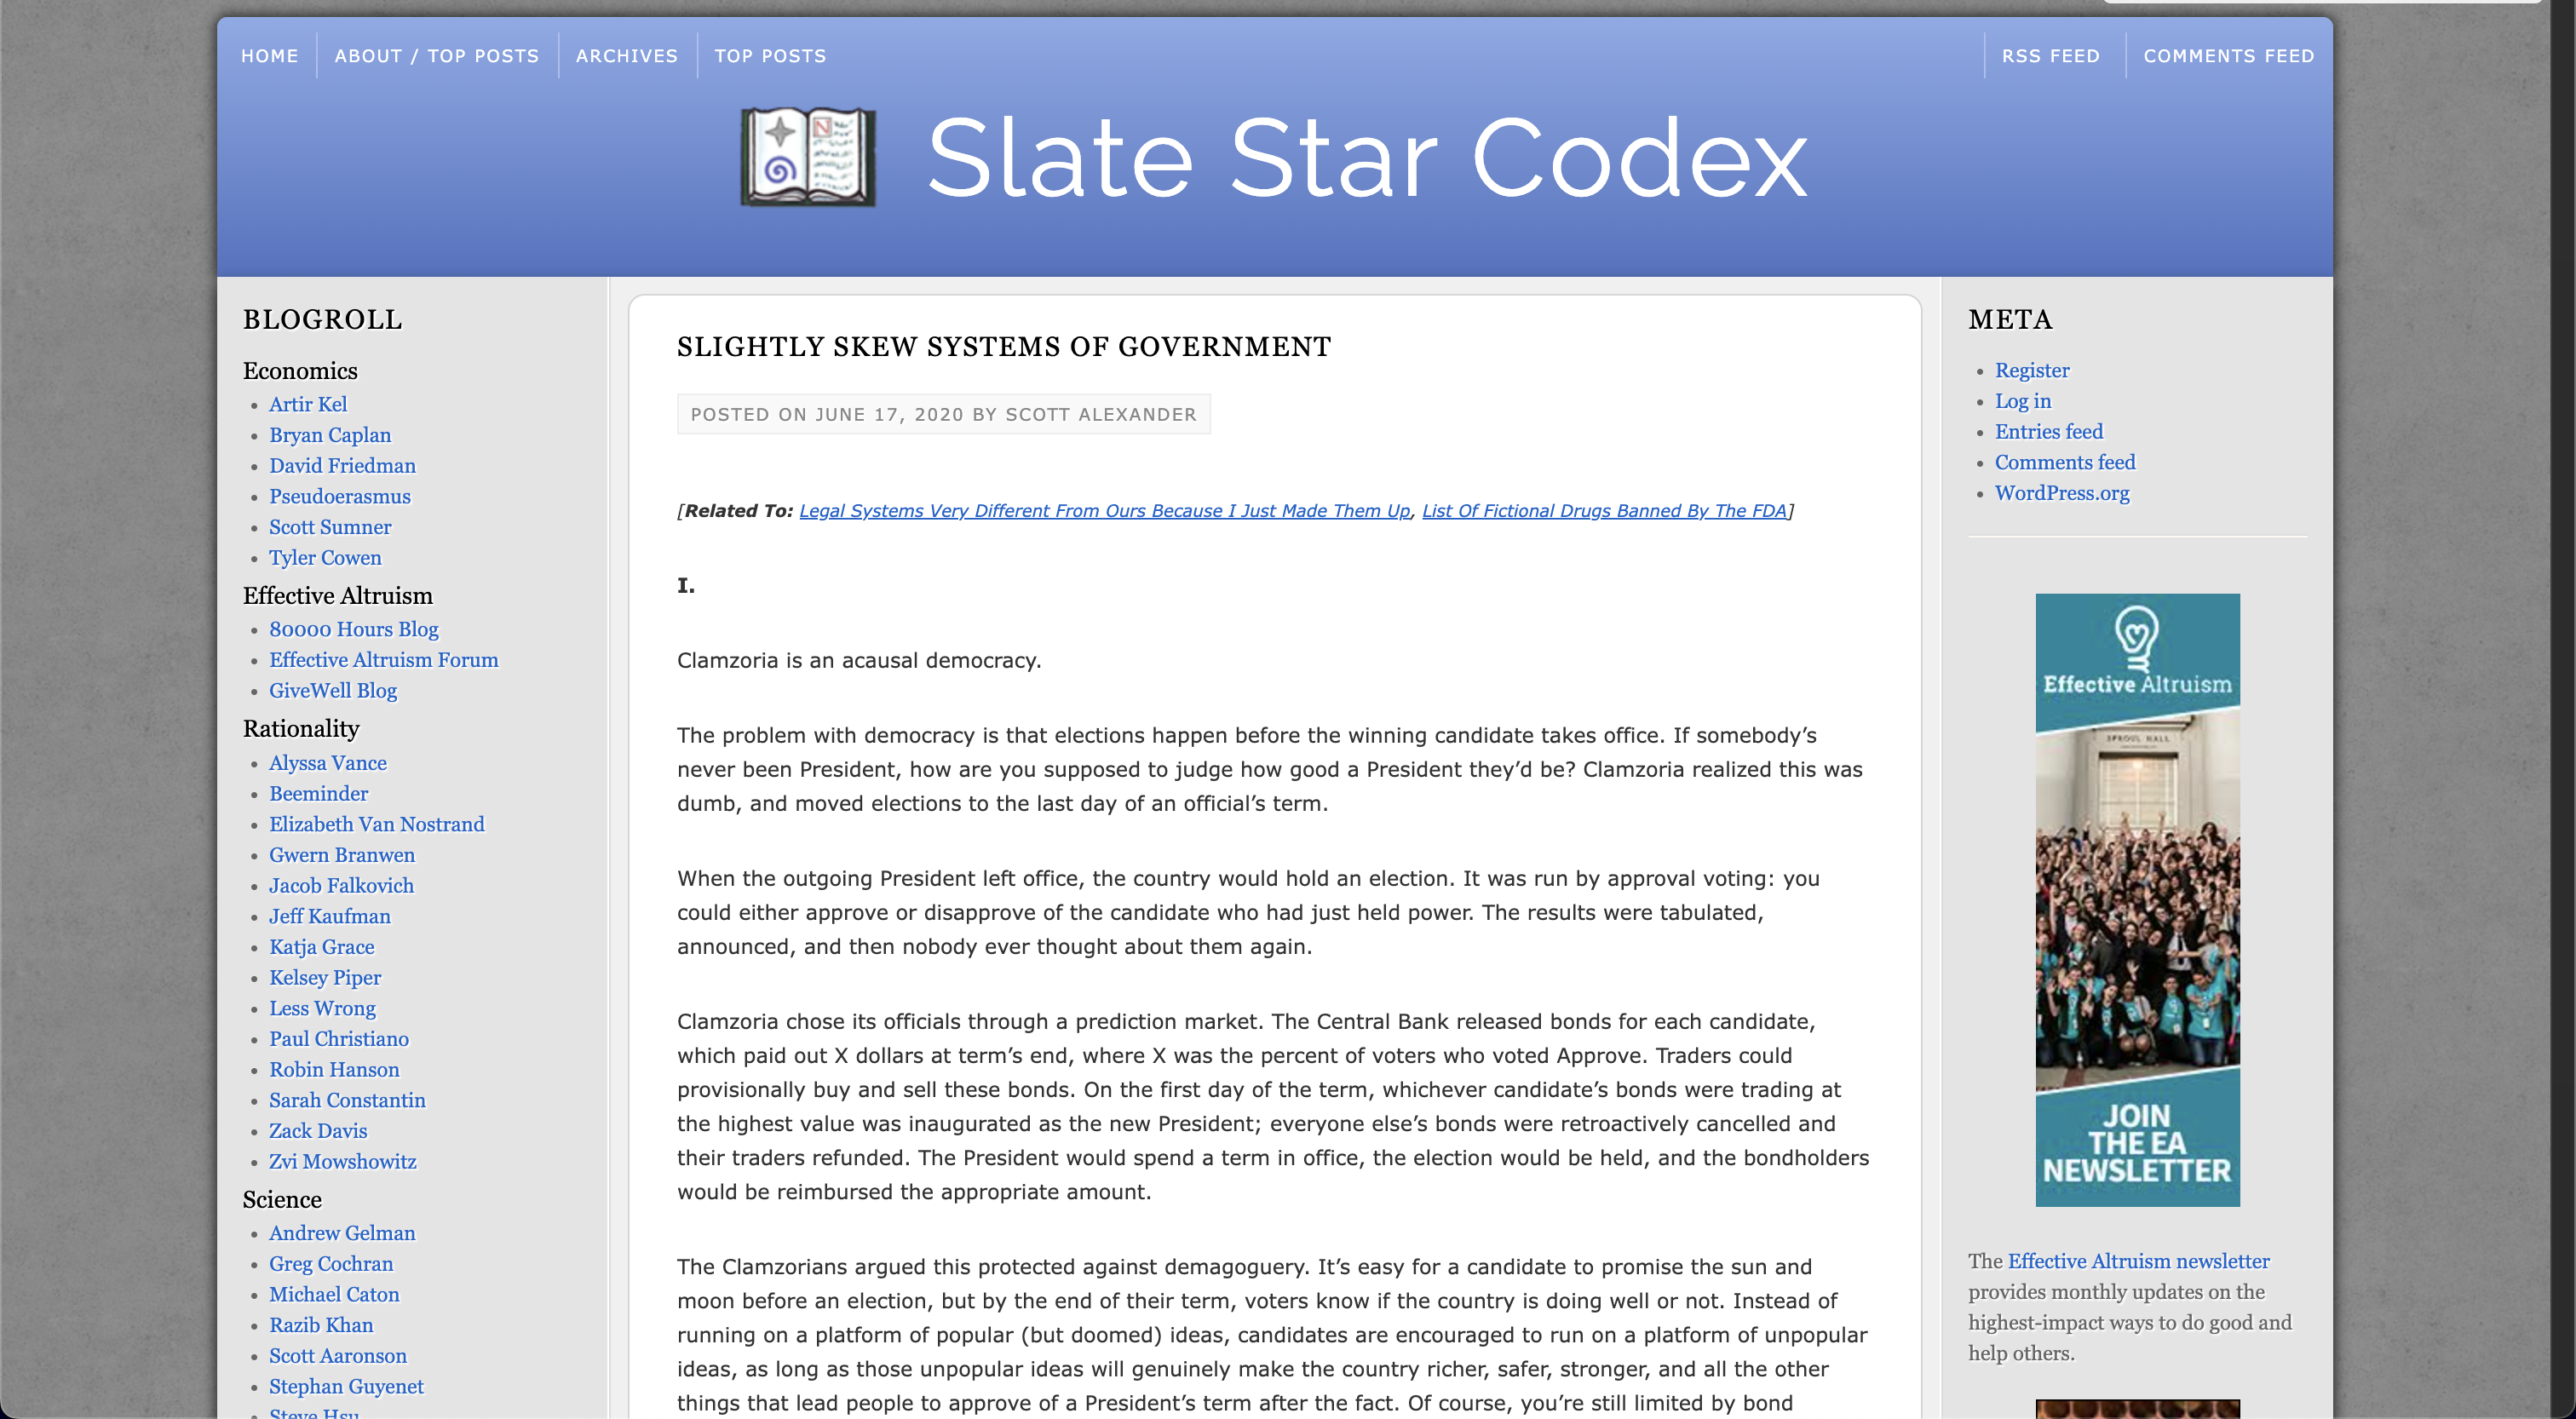 HOME
ABOUT / TOP POSTS
ARCHIVES
TOP POSTS
RSS FEED
COMMENTS FEED
Slate Star Codex
BLOGROLL
Economics
Artir Kel
Bryan Caplan
David Friedman
Pseudoerasmus
Scott Sumner
Tyler Cowen
Effective Altruism
80000 Hours Blog
Effective Altruism Forum
GiveWell Blog
Rationality
Alyssa Vance
Beeminder
Elizabeth Van Nostrand
Gwern Branwen
Jacob Falkovich
Jeff Kaufman
Katja Grace
Kelsey Piper
Less Wrong
Paul Christiano
Robin Hanson
Sarah Constantin
Zack Davis
Zvi Mowshowitz
Science
Andrew Gelman
Greg Cochran
Michael Caton
Razib Khan
Scott Aaronson
Stephan Guyenet
Steve Hsu
SLIGHTLY SKEW SYSTEMS OF GOVERNMENT
POSTED ON JUNE 17, 2020 BY SCOTT ALEXANDER
[Related To: Legal Systems Very Different From Ours Because I Just Made Them Up, List Of Fictional Drugs Banned By The FDA]
I.
Clamzoria is an acausal democracy.
The problem with democracy is that elections happen before the winning candidate takes office. If somebody’s
never been President, how are you supposed to judge how good a President they’d be? Clamzoria realized this was
dumb, and moved elections to the last day of an official’s term.
When the outgoing President left office, the country would hold an election. It was run by approval voting: you
could either approve or disapprove of the candidate who had just held power. The results were tabulated,
announced, and then nobody ever thought about them again.
Clamzoria chose its officials through a prediction market. The Central Bank released bonds for each candidate,
which paid out X dollars at term’s end, where X was the percent of voters who voted Approve. Traders could
provisionally buy and sell these bonds. On the first day of the term, whichever candidate’s bonds were trading at
the highest value was inaugurated as the new President; everyone else’s bonds were retroactively cancelled and
their traders refunded. The President would spend a term in office, the election would be held, and the bondholders
would be reimbursed the appropriate amount.
The Clamzorians argued this protected against demagoguery. It’s easy for a candidate to promise the sun and
moon before an election, but by the end of their term, voters know if the country is doing well or not. Instead of
running on a platform of popular (but doomed) ideas, candidates are encouraged to run on a platform of unpopular
ideas, as long as those unpopular ideas will genuinely make the country richer, safer, stronger, and all the other
things that lead people to approve of a President’s term after the fact. Of course, you’re still limited by bond
META
Register
Log in
Entries feed
Comments feed
WordPress.org
Effective Altruism
SPROUL HALL
JOIN
THE EA
NEWSLETTER
The Effective Altruism newsletter
provides monthly updates on the
highest-impact ways to do good and
help others.